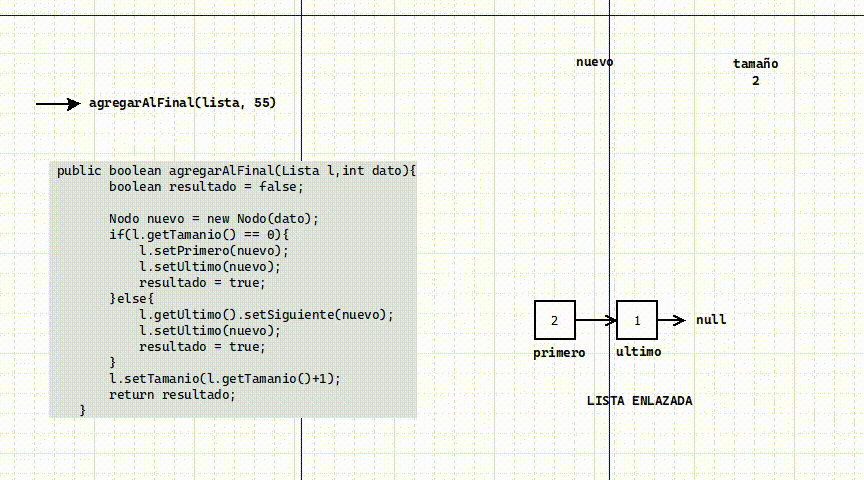 nuevo
tamaño
2
agregarAlFinal(lista, 55)
public boolean agregarAlFinal(Lista l,int dato){
boolean resultado = false;
Nodo nuevo = new Nodo(dato);
if(l.getTamanio() == 0){
l.setPrimero(nuevo);
l.setUltimo(nuevo);
resultado = true;
}else{
l.getUltimo().setSiguiente(nuevo);
l.setUltimo(nuevo);
resultado = true;
}
l.setTamanio(l.getTamanio()+1);
return resultado;
}
2
1
null
primero
ultimo
LISTA ENLAZADA